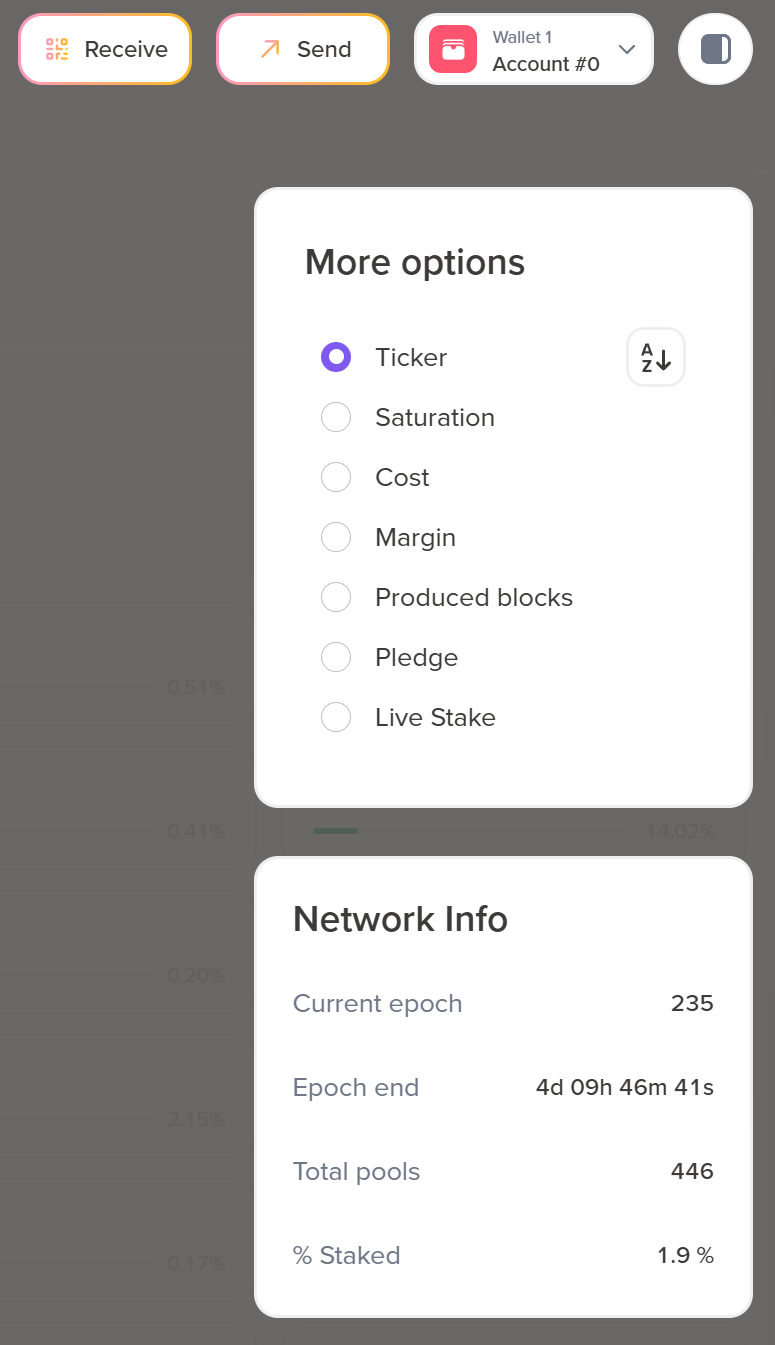 Receive
Send
Wallet 1
Account #0
More options
Ticker
A
Z
Saturation
Cost
Margin
Produced blocks
0.51%
Pledge
Live Stake
0.41%
14.02%
Network Info
0.20%
Current epoch 235
Epoch end 4d 09h 46m 41s
2.15%
Total pools 446
0.17%
% Staked 1.9 %